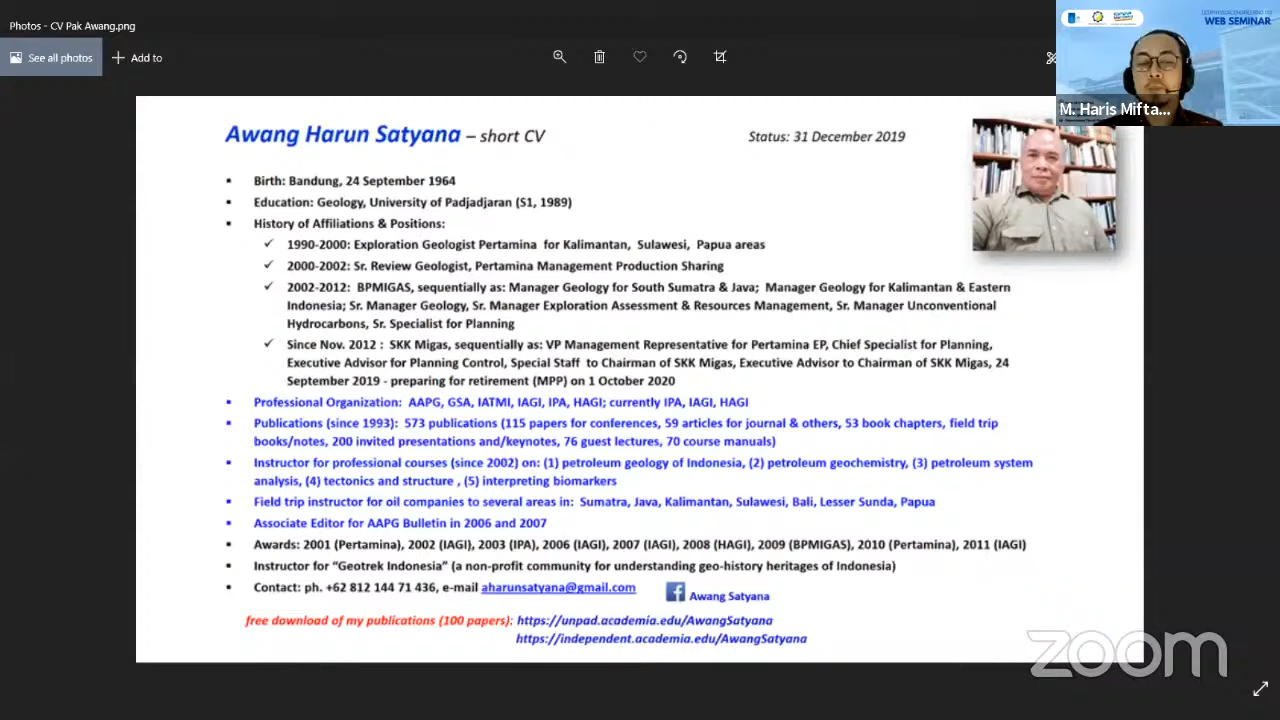 Photos - CV Pak Awang.png
See all photos
Add to
WEB SEMINAR
M. Haris Mifta...
Awang Harun Satyana – short CV
Status: 31 December 2019
Birth: Bandung, 24 September 1964
Education: Geology, University of Padjadjaran (S1, 1989)
History of Affiliations & Positions:
1990-2000: Exploration Geologist Pertamina for Kalimantan, Sulawesi, Papua areas
2000-2002: Sr. Review Geologist, Pertamina Management Production Sharing
2002-2012: BPMIGAS, sequentially as: Manager Geology for South Sumatra & Java; Manager Geology for Kalimantan & Eastern
Indonesia; Sr. Manager Geology, Sr. Manager Exploration Assessment & Resources Management, Sr. Manager Unconventional
Hydrocarbons, Sr. Specialist for Planning
Since Nov. 2012 : SKK Migas, sequentially as: VP Management Representative for Pertamina EP, Chief Specialist for Planning,
Executive Advisor for Planning Control, Special Staff to Chairman of SKK Migas, Executive Advisor to Chairman of SKK Migas, 24
September 2019 - preparing for retirement (MPP) on 1 October 2020
Professional Organization: AAPG, GSA, IATMI, IAGI, IPA, HAGI; currently IPA, IAGI, HAGI
Publications (since 1993): 573 publications (115 papers for conferences, 59 articles for journal & others, 53 book chapters, field trip
books/notes, 200 invited presentations and/keynotes, 76 guest lectures, 70 course manuals)
Instructor for professional courses (since 2002) on: (1) petroleum geology of Indonesia, (2) petroleum geochemistry, (3) petroleum system
analysis, (4) tectonics and structure , (5) interpreting biomarkers
Field trip instructor for oil companies to several areas in: Sumatra, Java, Kalimantan, Sulawesi, Bali, Lesser Sunda, Papua
Associate Editor for AAPG Bulletin in 2006 and 2007
Awards: 2001 (Pertamina), 2002 (IAGI), 2003 (IPA), 2006 (IAGI), 2007 (IAGI), 2008 (HAGI), 2009 (BPMIGAS), 2010 (Pertamina), 2011 (IAGI)
Instructor for “Geotrek Indonesia” (a non-profit community for understanding geo-history heritages of Indonesia)
Contact: ph. +62 812 144 71 436, e-mail aharunsatyana@gmail.com
Awang Satyana
free download of my publications (100 papers): https://unpad.academia.edu/AwangSatyana
https://independent.academia.edu/AwangSatyana
zoom